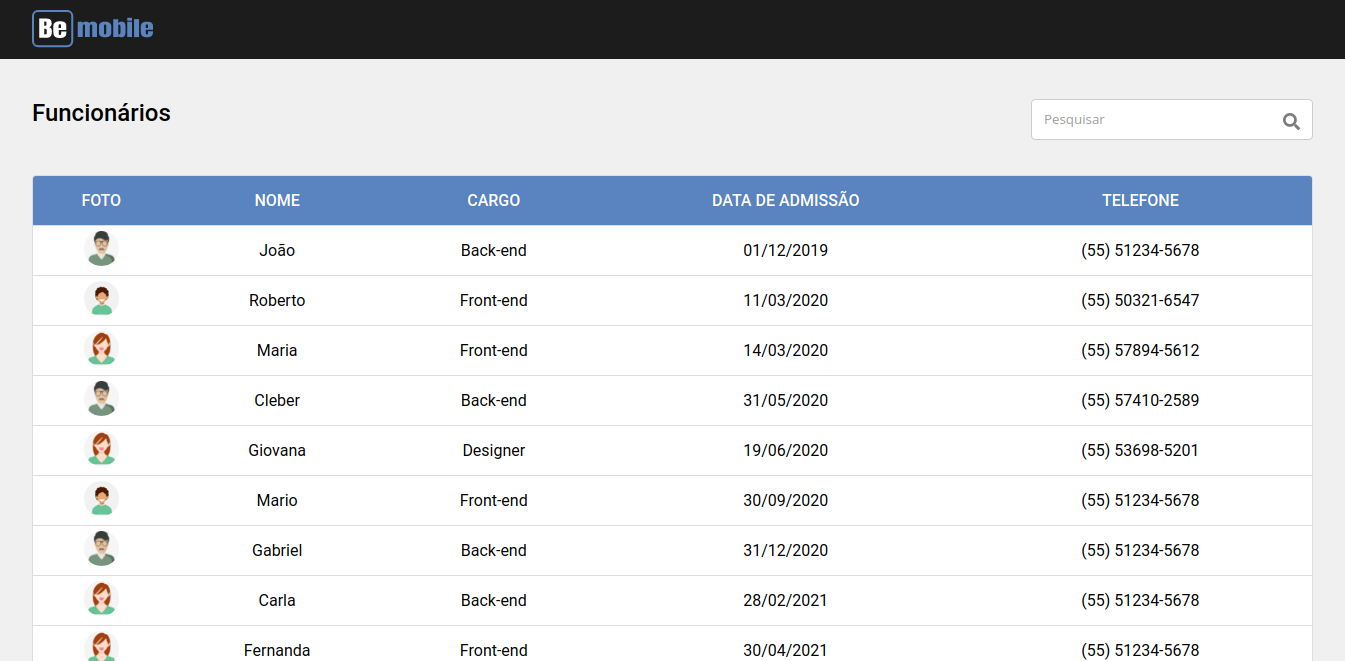 Be mobile
Funcionários
Pesquisar
FOTO NOME CARGO DATA DE ADMISSÃO TELEFONE
João Back-end 01/12/2019 (55) 51234-5678
Roberto Front-end 11/03/2020 (55) 50321-6547
Maria Front-end 14/03/2020 (55) 57894-5612
Cleber Back-end 31/05/2020 (55) 57410-2589
Giovana Designer 19/06/2020 (55) 53698-5201
Mario Front-end 30/09/2020 (55) 51234-5678
Gabriel Back-end 31/12/2020 (55) 51234-5678
Carla Back-end 28/02/2021 (55) 51234-5678
Fernanda Front-end 30/04/2021 (55) 51234-5678